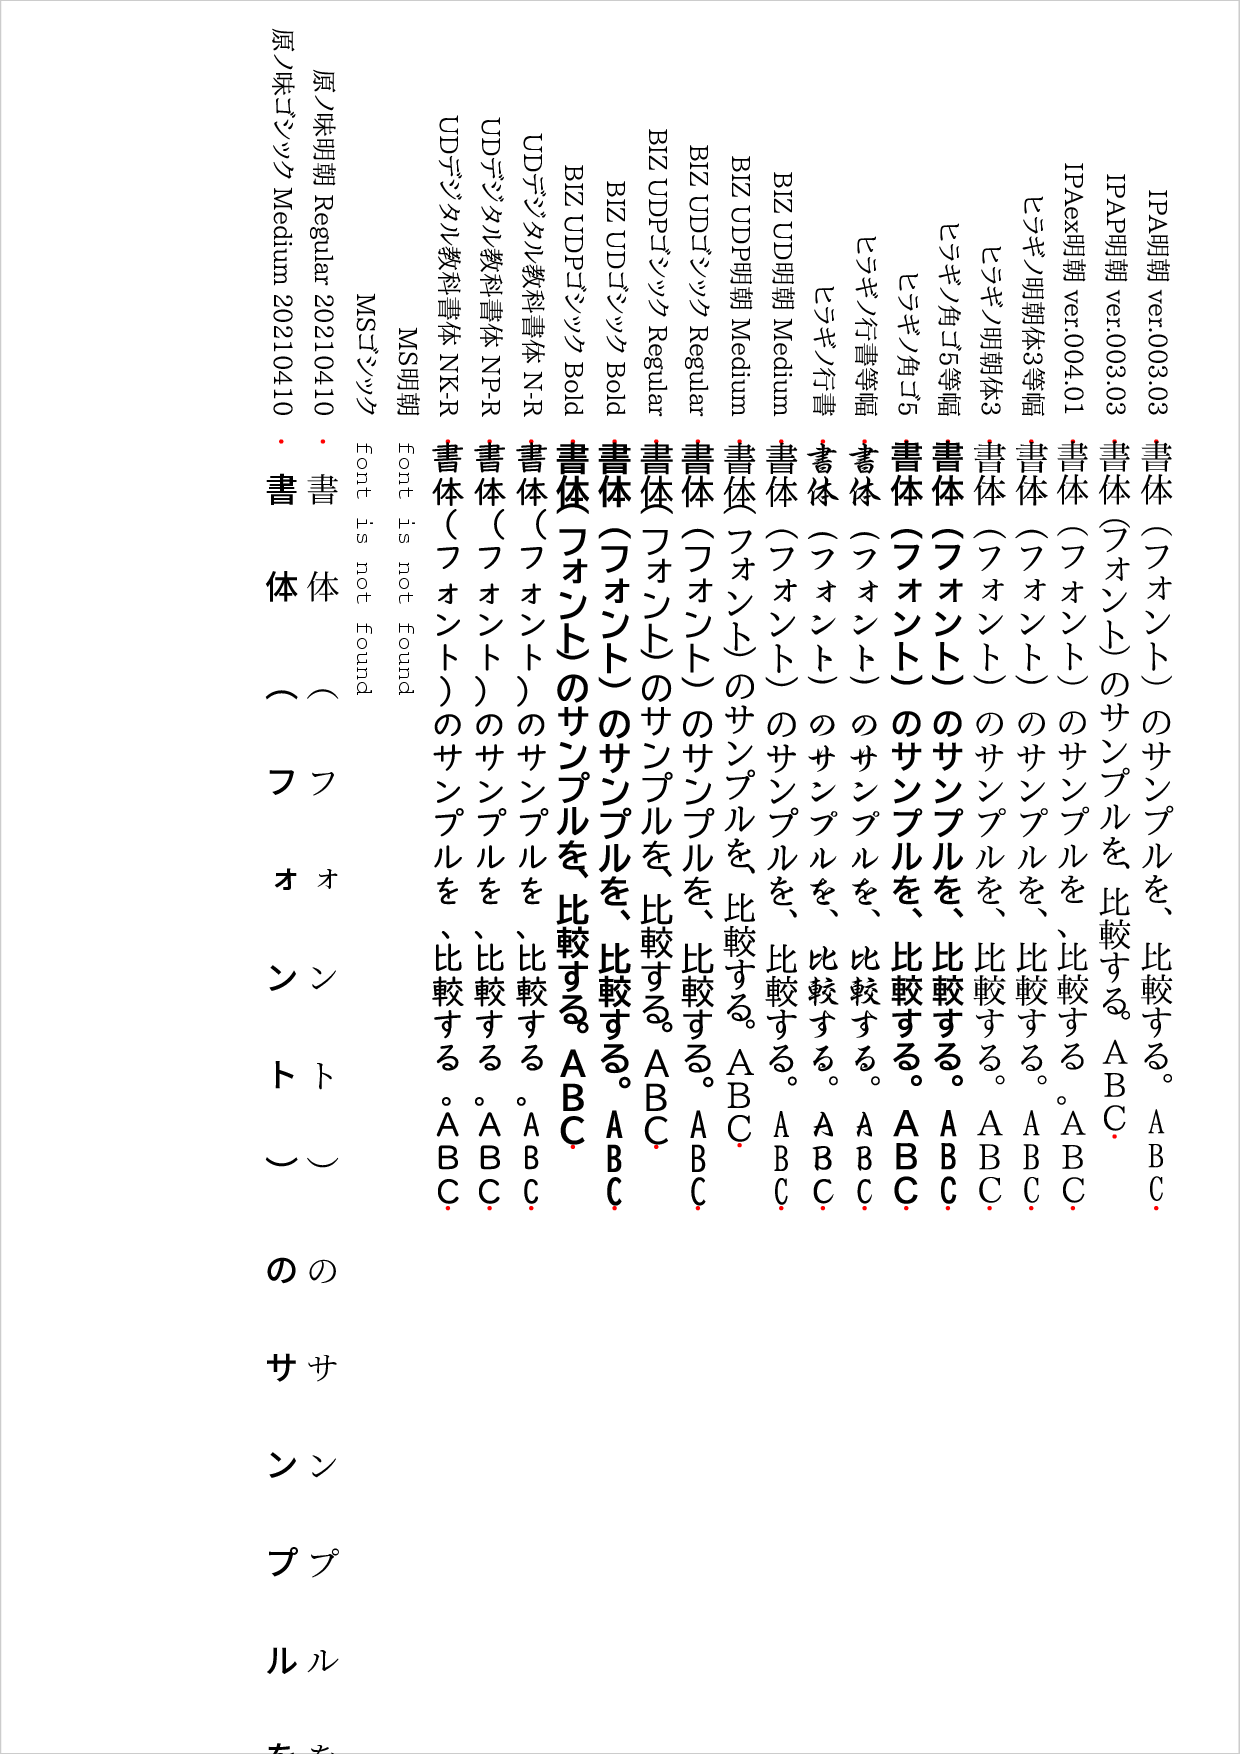 IPA明朝 ver.003.03 書体（フォント）のサンプルを、比較する。ABC
IPAP明朝 ver.003.03 書体（フォント）のサンプルを、比較する。ABC
IPAex明朝 ver.004.01 書体（フォント）のサンプルを、比較する。ABC
ヒラギノ明朝体3等幅 書体（フォント）のサンプルを、比較する。ABC
ヒラギノ明朝体3 書体（フォント）のサンプルを、比較する。ABC
ヒラギノ角ゴ5等幅 書体（フォント）のサンプルを、比較する。ABC
ヒラギノ角ゴ5 書体（フォント）のサンプルを、比較する。ABC
ヒラギノ行書等幅 書体（フォント）のサンプルを、比較する。ABC
ヒラギノ行書 書体（フォント）のサンプルを、比較する。ABC
BIZ UD明朝 Medium 書体（フォント）のサンプルを、比較する。ABC
BIZ UDP明朝 Medium 書体（フォント）のサンプルを、比較する。ABC
BIZ UDゴシック Regular 書体（フォント）のサンプルを、比較する。ABC
BIZ UDPゴシック Regular 書体（フォント）のサンプルを、比較する。ABC
BIZ UDゴシック Bold 書体（フォント）のサンプルを、比較する。ABC
BIZ UDPゴシック Bold 書体（フォント）のサンプルを、比較する。ABC
UDデジタル教科書体 N-R 書体（フォント）のサンプルを、比較する。ABC
UDデジタル教科書体 NP-R 書体（フォント）のサンプルを、比較する。ABC
UDデジタル教科書体 NK-R 書体（フォント）のサンプルを、比較する。ABC
MS明朝 font is not found
MSゴシック font is not found
原ノ味明朝 Regular 20210410 書体（フォント）のサンプルを
原ノ味ゴシック Medium 20210410 書体（フォント）のサンプルを